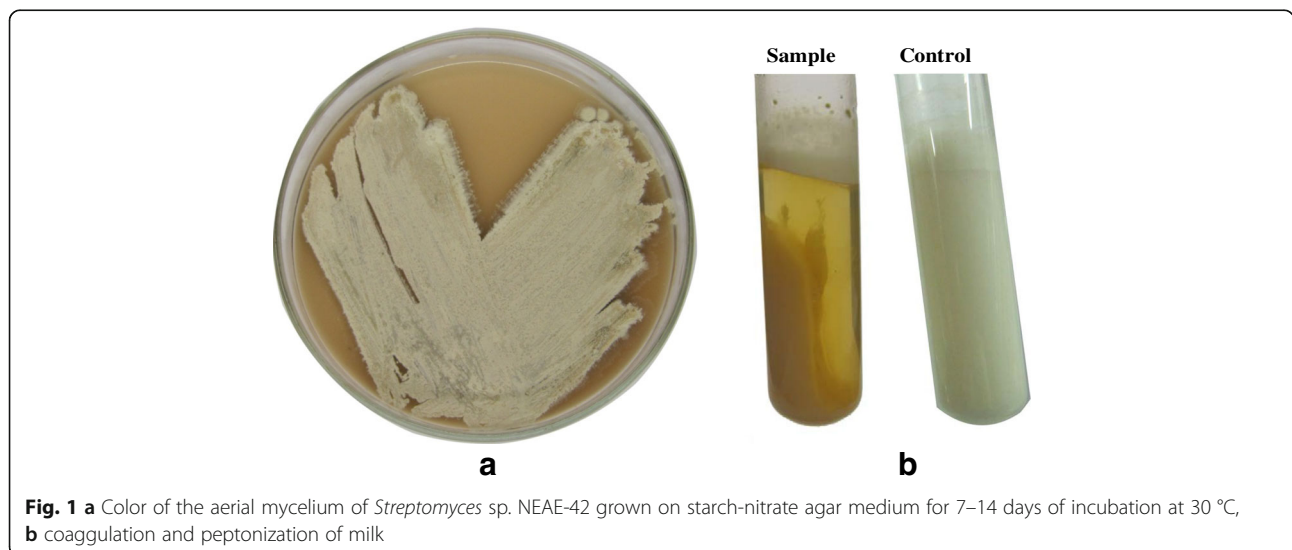 Sample Control
a b
Fig. 1 a Color of the aerial mycelium of Streptomyces sp. NEAE-42 grown on starch-nitrate agar medium for 7–14 days of incubation at 30 °C,
b coaggulation and peptonization of milk